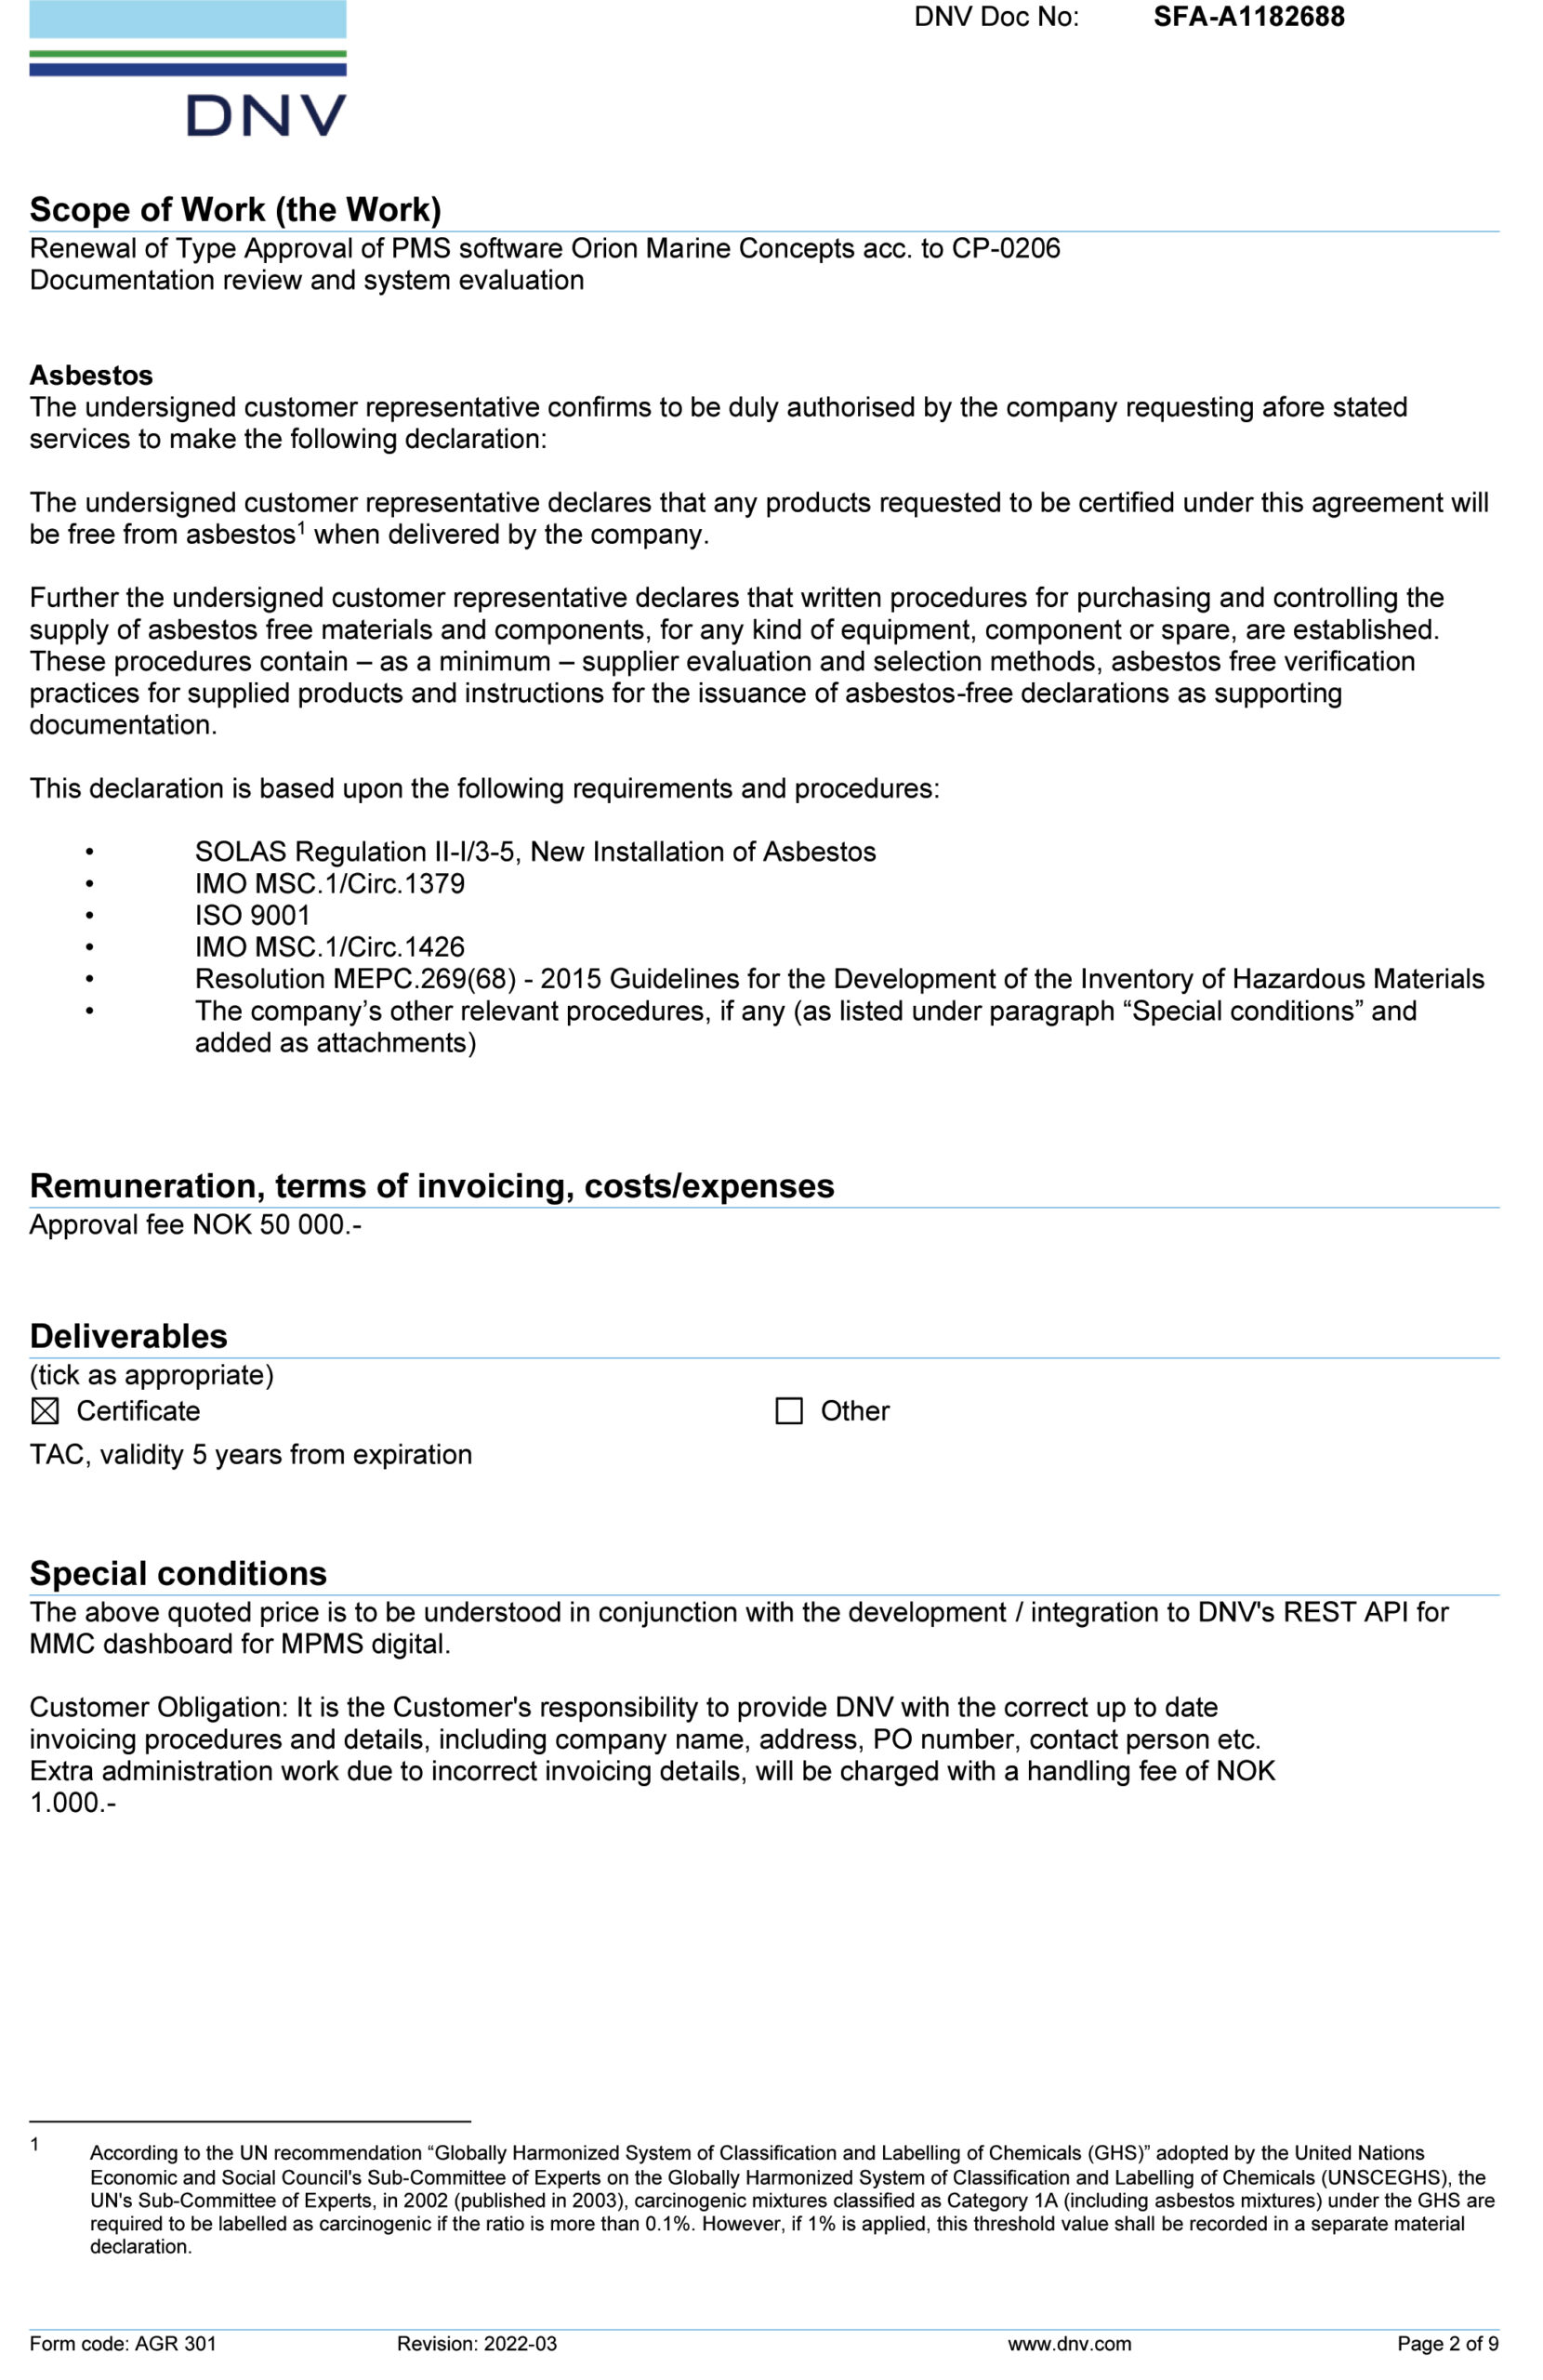 DNV Doc No: SFA-A1182688
DNV
Scope of Work (the Work)
Renewal of Type Approval of PMS software Orion Marine Concepts acc. to CP-0206
Documentation review and system evaluation
Asbestos
The undersigned customer representative confirms to be duly authorised by the company requesting afore stated
services to make the following declaration:
The undersigned customer representative declares that any products requested to be certified under this agreement will
be free from asbestos¹ when delivered by the company.
Further the undersigned customer representative declares that written procedures for purchasing and controlling the
supply of asbestos free materials and components, for any kind of equipment, component or spare, are established.
These procedures contain – as a minimum – supplier evaluation and selection methods, asbestos free verification
practices for supplied products and instructions for the issuance of asbestos-free declarations as supporting
documentation.
This declaration is based upon the following requirements and procedures:
• SOLAS Regulation II-I/3-5, New Installation of Asbestos
• IMO MSC.1/Circ.1379
• ISO 9001
• IMO MSC.1/Circ.1426
• Resolution MEPC.269(68) - 2015 Guidelines for the Development of the Inventory of Hazardous Materials
• The company’s other relevant procedures, if any (as listed under paragraph “Special conditions” and
added as attachments)
Remuneration, terms of invoicing, costs/expenses
Approval fee NOK 50 000.-
Deliverables
(tick as appropriate)
☒ Certificate ☐ Other
TAC, validity 5 years from expiration
Special conditions
The above quoted price is to be understood in conjunction with the development / integration to DNV's REST API for
MMC dashboard for MPMS digital.
Customer Obligation: It is the Customer's responsibility to provide DNV with the correct up to date
invoicing procedures and details, including company name, address, PO number, contact person etc.
Extra administration work due to incorrect invoicing details, will be charged with a handling fee of NOK
1.000.-
1 According to the UN recommendation “Globally Harmonized System of Classification and Labelling of Chemicals (GHS)” adopted by the United Nations
Economic and Social Council's Sub-Committee of Experts on the Globally Harmonized System of Classification and Labelling of Chemicals (UNSCEGHS), the
UN's Sub-Committee of Experts, in 2002 (published in 2003), carcinogenic mixtures classified as Category 1A (including asbestos mixtures) under the GHS are
required to be labelled as carcinogenic if the ratio is more than 0.1%. However, if 1% is applied, this threshold value shall be recorded in a separate material
declaration.
Form code: AGR 301 Revision: 2022-03 www.dnv.com Page 2 of 9